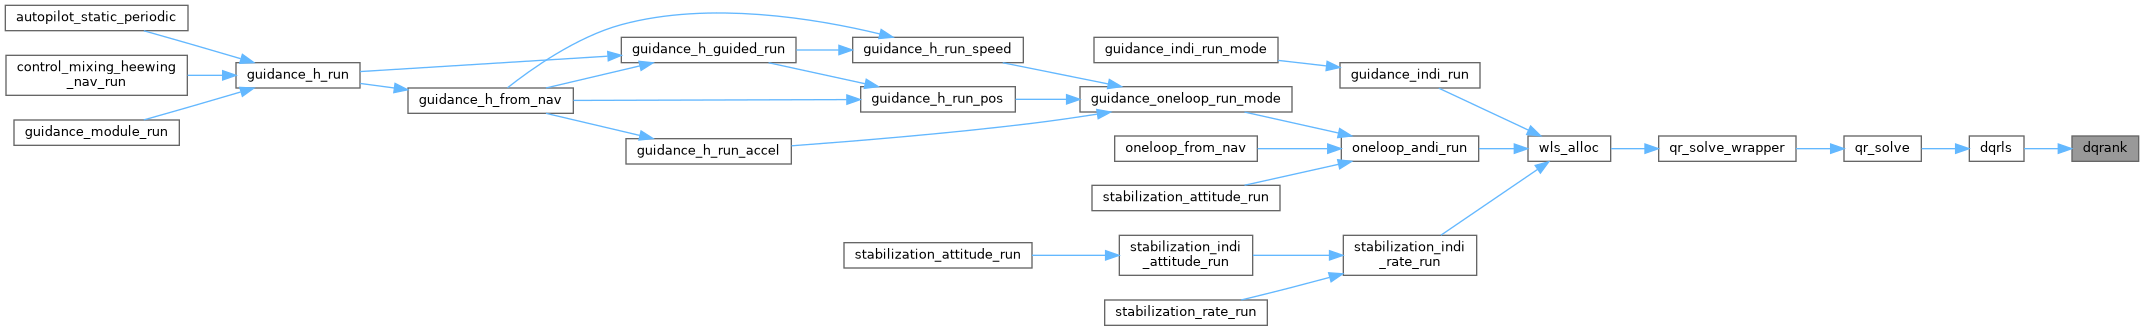 autopilot_static_periodic
control_mixing_heewing
_nav_run
guidance_module_run
guidance_h_run
guidance_h_from_nav
guidance_h_guided_run
guidance_h_run_accel
guidance_h_run_speed
guidance_h_run_pos
guidance_indi_run_mode
guidance_oneloop_run_mode
oneloop_from_nav
stabilization_attitude_run
stabilization_attitude_run
stabilization_indi
_attitude_run
stabilization_rate_run
guidance_indi_run
oneloop_andi_run
stabilization_indi
_rate_run
wls_alloc
qr_solve_wrapper
qr_solve
dqrls
dqrank